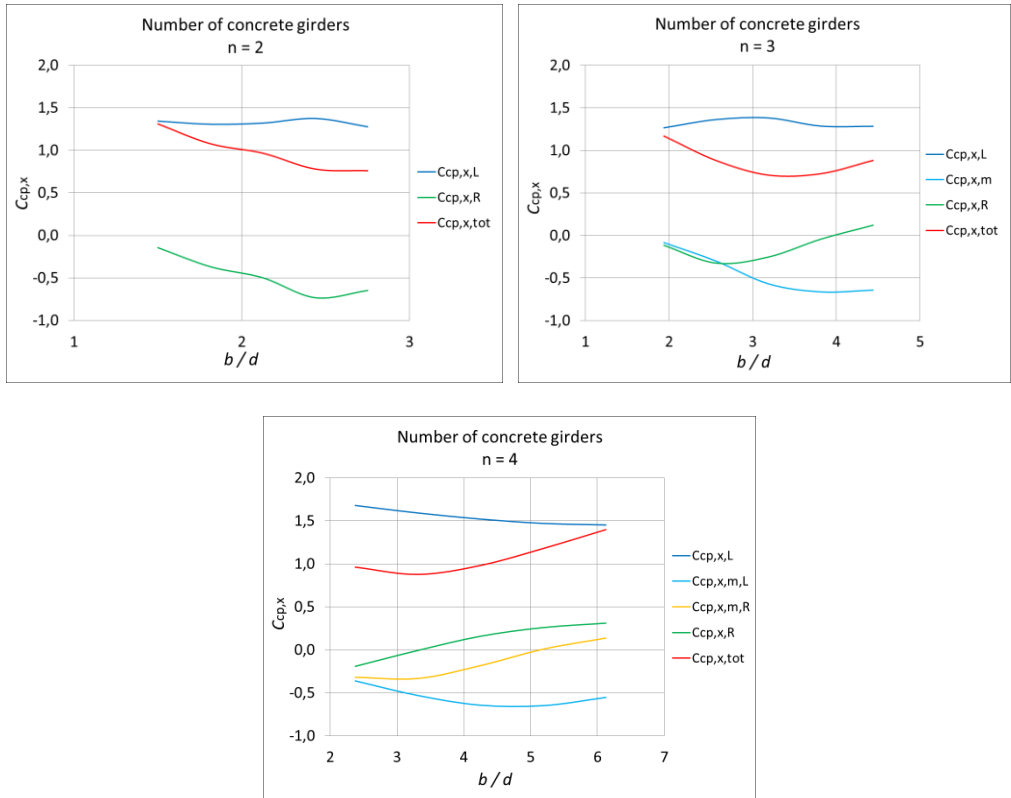 Number of concrete girders
n = 2
2,0
1,5
1,0
0,5
0,0
-0,5
-1,0
Ccp,x
1
2
3
b / d
Ccp,x,L
Ccp,x,R
Ccp,x,tot
Number of concrete girders
n = 3
2,0
1,5
1,0
0,5
0,0
-0,5
-1,0
Ccp,x
1
2
3
4
5
b / d
Ccp,x,L
Ccp,x,m
Ccp,x,R
Ccp,x,tot
Number of concrete girders
n = 4
2,0
1,5
1,0
0,5
0,0
-0,5
-1,0
Ccp,x
2
3
4
5
6
7
b / d
Ccp,x,L
Ccp,x,m,L
Ccp,x,m,R
Ccp,x,R
Ccp,x,tot